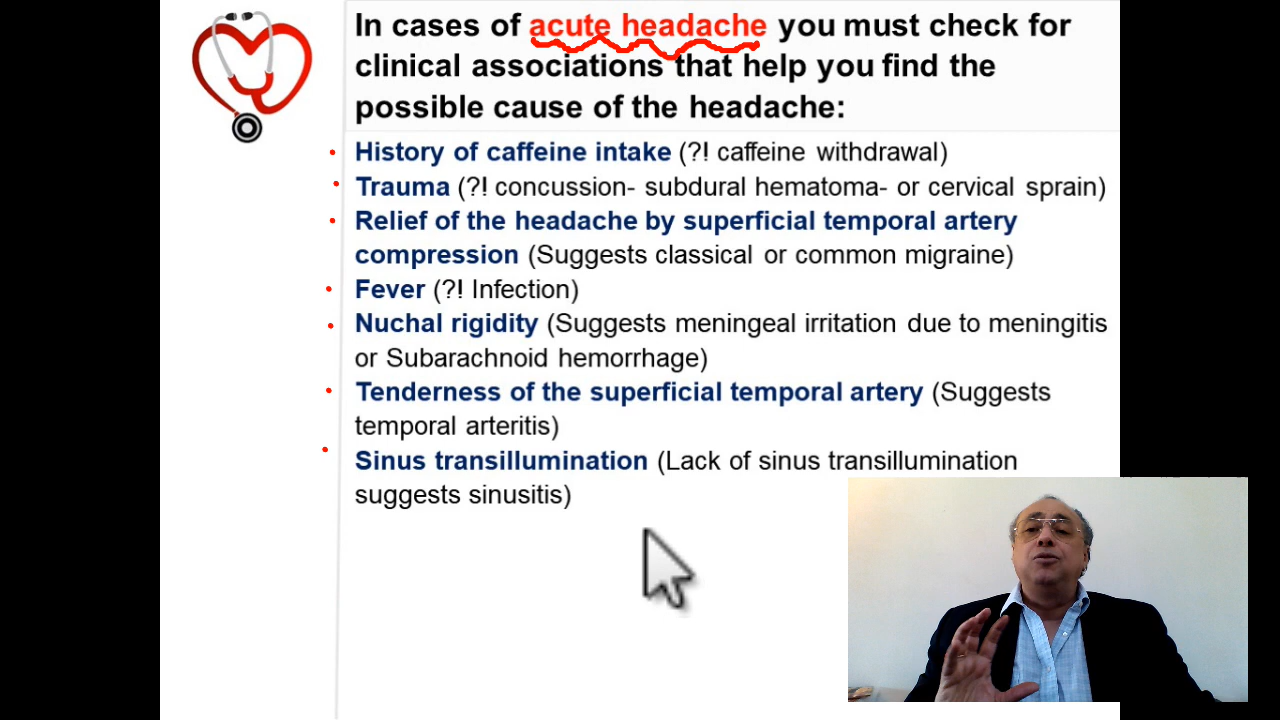 In cases of acute headache you must check for
clinical associations that help you find the
possible cause of the headache:
History of caffeine intake (?! caffeine withdrawal)
Trauma (?! concussion- subdural hematoma- or cervical sprain)
Relief of the headache by superficial temporal artery
compression (Suggests classical or common migraine)
Fever (?! Infection)
Nuchal rigidity (Suggests meningeal irritation due to meningitis
or Subarachnoid hemorrhage)
Tenderness of the superficial temporal artery (Suggests
temporal arteritis)
Sinus transillumination (Lack of sinus transillumination
suggests sinusitis)